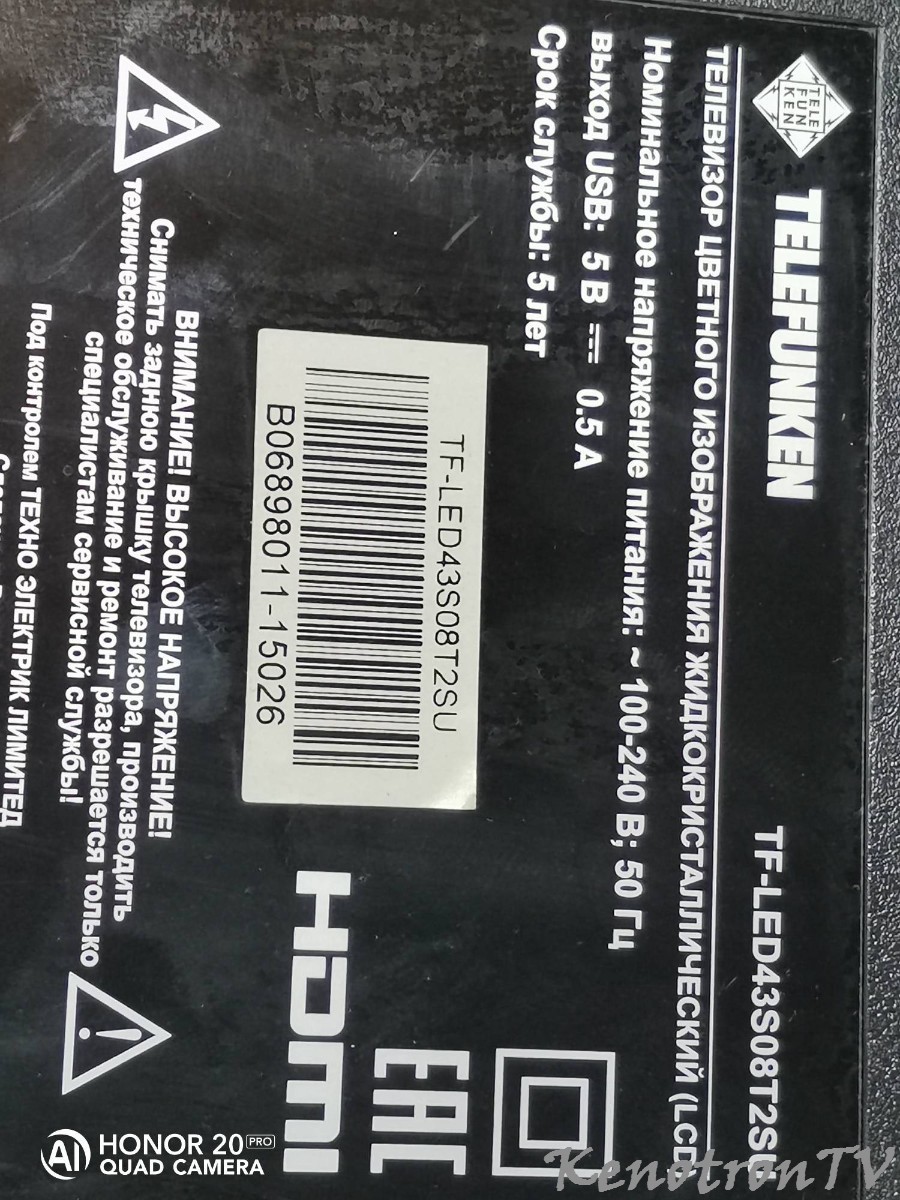 TELE
FUN
KEN
TELEFUNKEN
TF-LED43S08T2SU
ТЕЛЕВИЗОР ЦВЕТНОГО ИЗОБРАЖЕНИЯ ЖИДКОКРИСТАЛЛИЧЕСКИЙ (LCD
Номинальное напряжение питания: ~ 100-240 В; 50 Гц
выход USB: 5 В 0.5 А
Срок службы: 5 лет
TF-LED43S08T2SU
B06898011-15026
ВНИМАНИЕ! ВЫСОКОЕ НАПРЯЖЕНИЕ!
Снимать заднюю крышку телевизора, производить
техническое обслуживание и ремонт разрешается только
специалистам сервисной службы!
Под контролем ТЕХНО ЭЛЕКТРИК ЛИМИТЕД
HDMI
EAC
HONOR 20 PRO
QUAD CAMERA
KenotronTV